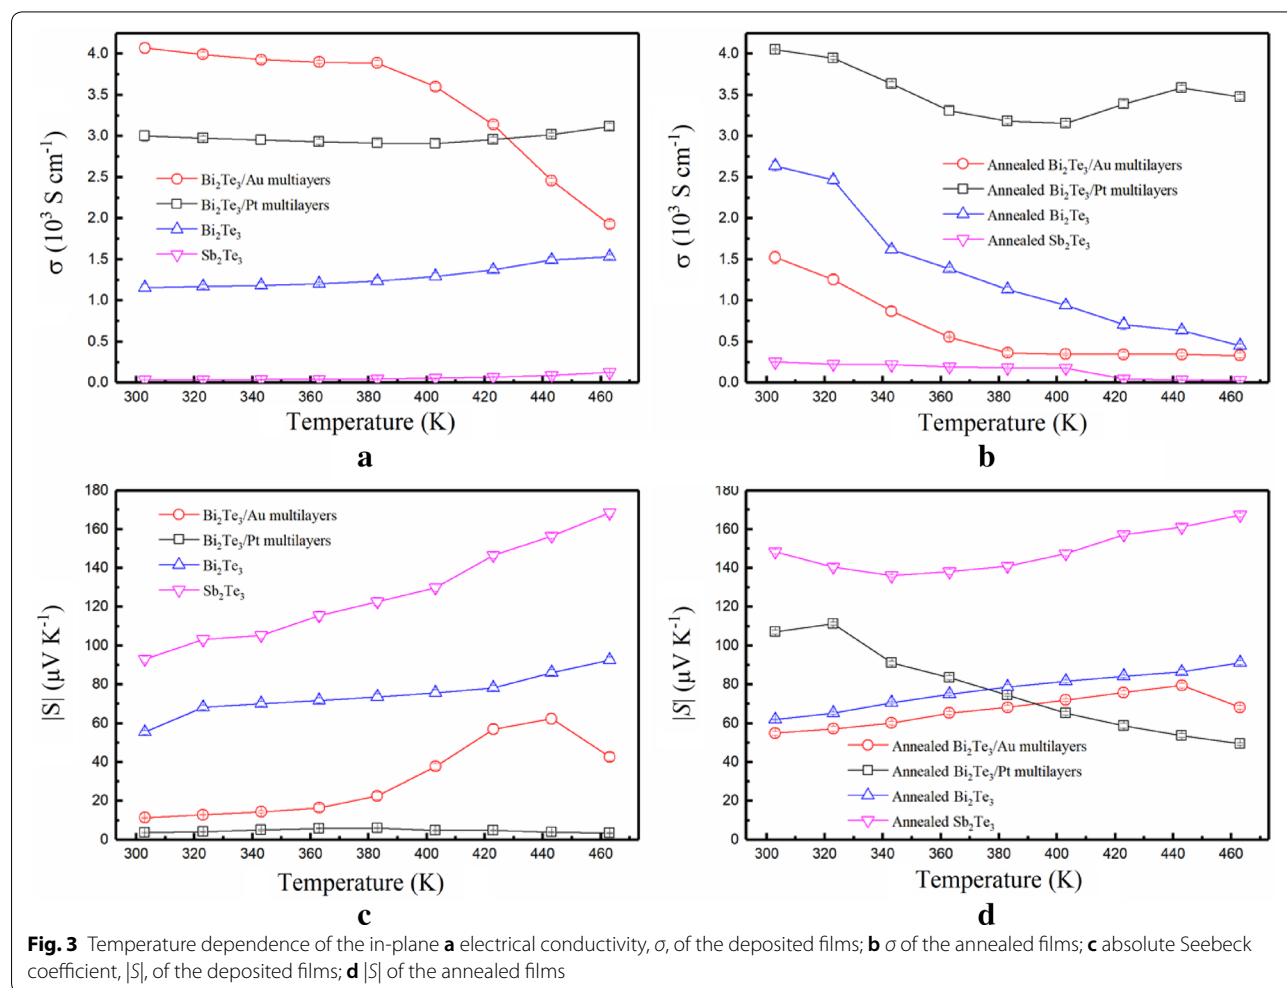 4.0
3.5
3.0
2.5
2.0
1.5
1.0
0.5
0.0
σ (10³ S cm⁻¹)
Bi₂Te₃/Au multiayers
Bi₂Te₃/Pt multilayers
Bi₂Te₃
Sb₂Te₃
300 320 340 360 380 400 420 440 460
Temperature (K)
a
4.0
3.5
3.0
2.5
2.0
1.5
1.0
0.5
0.0
σ (10³ S cm⁻¹)
Annealed Bi₂Te₃/Au multilayers
Annealed Bi₂Te₃/Pt multilayers
Annealed Bi₂Te₃
Annealed Sb₂Te₃
300 320 340 360 380 400 420 440 460
Temperature (K)
b
180
160
140
120
100
80
60
40
20
0
|S| (µV K⁻¹)
Bi₂Te₃/Au multilayers
Bi₂Te₃/Pt multilayers
Bi₂Te₃
Sb₂Te₃
300 320 340 360 380 400 420 440 460
Temperature (K)
c
180
160
140
120
100
80
60
40
20
0
|S| (µV K⁻¹)
Annealed Bi₂Te₃/Au multilayers
Annealed Bi₂Te₃/Pt multilayers
Annealed Bi₂Te₃
Annealed Sb₂Te₃
300 320 340 360 380 400 420 440 460
Temperature (K)
d
Fig. 3 Temperature dependence of the in-plane a electrical conductivity, σ, of the deposited films; b σ of the annealed films; c absolute Seebeck
coefficient, |S|, of the deposited films; d |S| of the annealed films